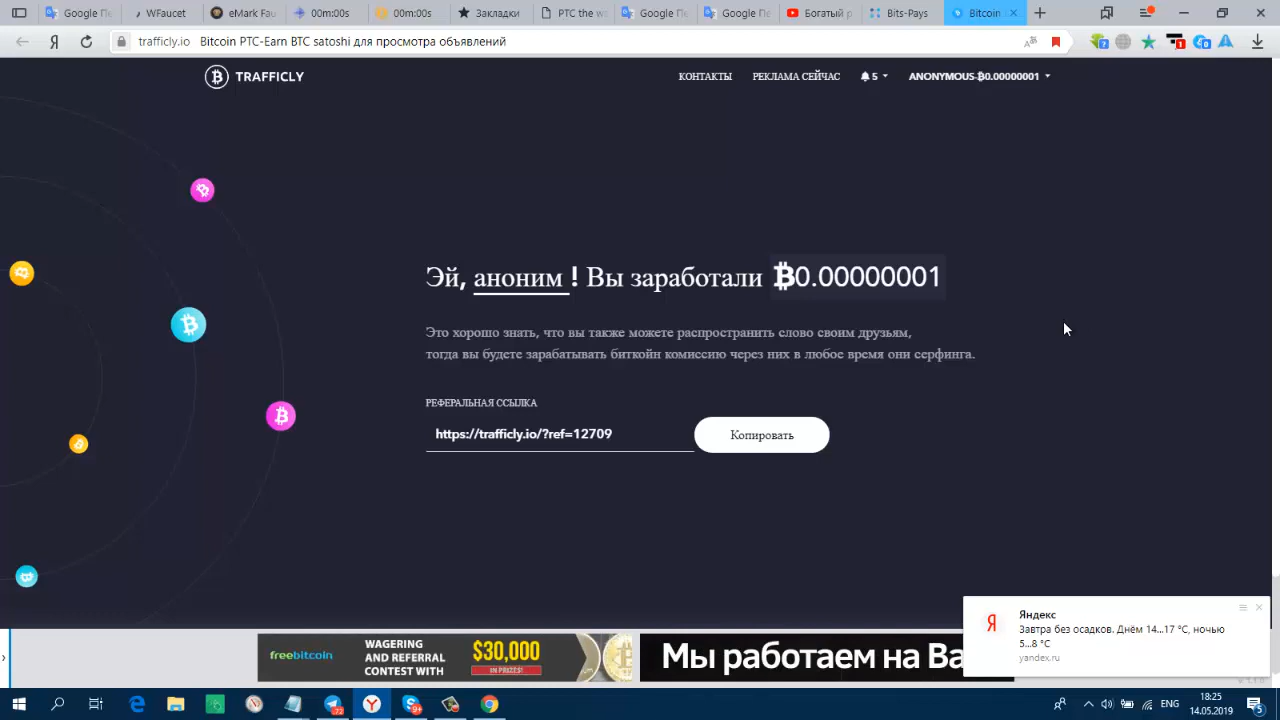 Google Пе
WFaucet
eMark Fau
00m:00s
00m:00s
Закладки
PTC the wo
Google Пе
Google Пе
Богатый р
Bits-Pays
Bitcoin
trafficly.io Bitcoin PTC-Earn BTC satoshi для просмотра объявлений
TRAFFICLY
КОНТАКТЫ
РЕКЛАМА СЕЙЧАС
5
ANONYMOUS-₿0.00000001
Эй, аноним ! Вы заработали ₿0.00000001
Это хорошо знать, что вы также можете распространить слово своим друзьям,
тогда вы будете зарабатывать биткойн комиссию через них в любое время они серфинга.
РЕФЕРАЛЬНАЯ ССЫЛКА
https://trafficly.io/?ref=12709
Копировать
freebitcoin
WAGERING
AND REFERRAL
CONTEST WITH
$30,000
IN PRIZES!
Мы работаем на Ва
Яндекс
Завтра без осадков. Днём 14...17 °C, ночью
5...8 °C
yandex.ru
ENG
18:25
14.05.2019